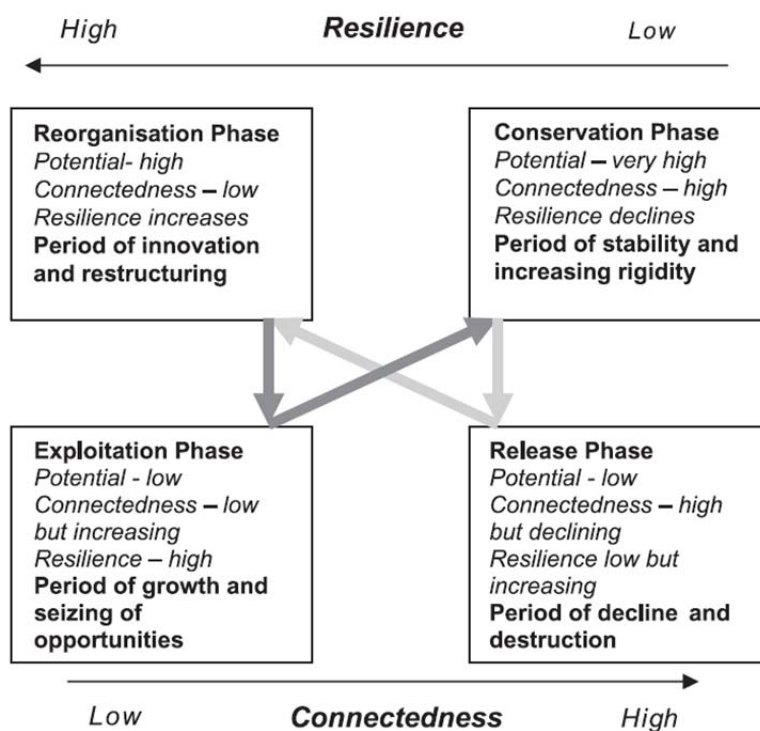 High Resilience Low
Reorganisation Phase
Potential- high
Connectedness – low
Resilience increases
Period of innovation
and restructuring
Conservation Phase
Potential – very high
Connectedness – high
Resilience declines
Period of stability and
increasing rigidity
Exploitation Phase
Potential - low
Connectedness – low
but increasing
Resilience – high
Period of growth and
seizing of
opportunities
Release Phase
Potential - low
Connectedness – high
but declining
Resilience low but
increasing
Period of decline and
destruction
Low Connectedness High